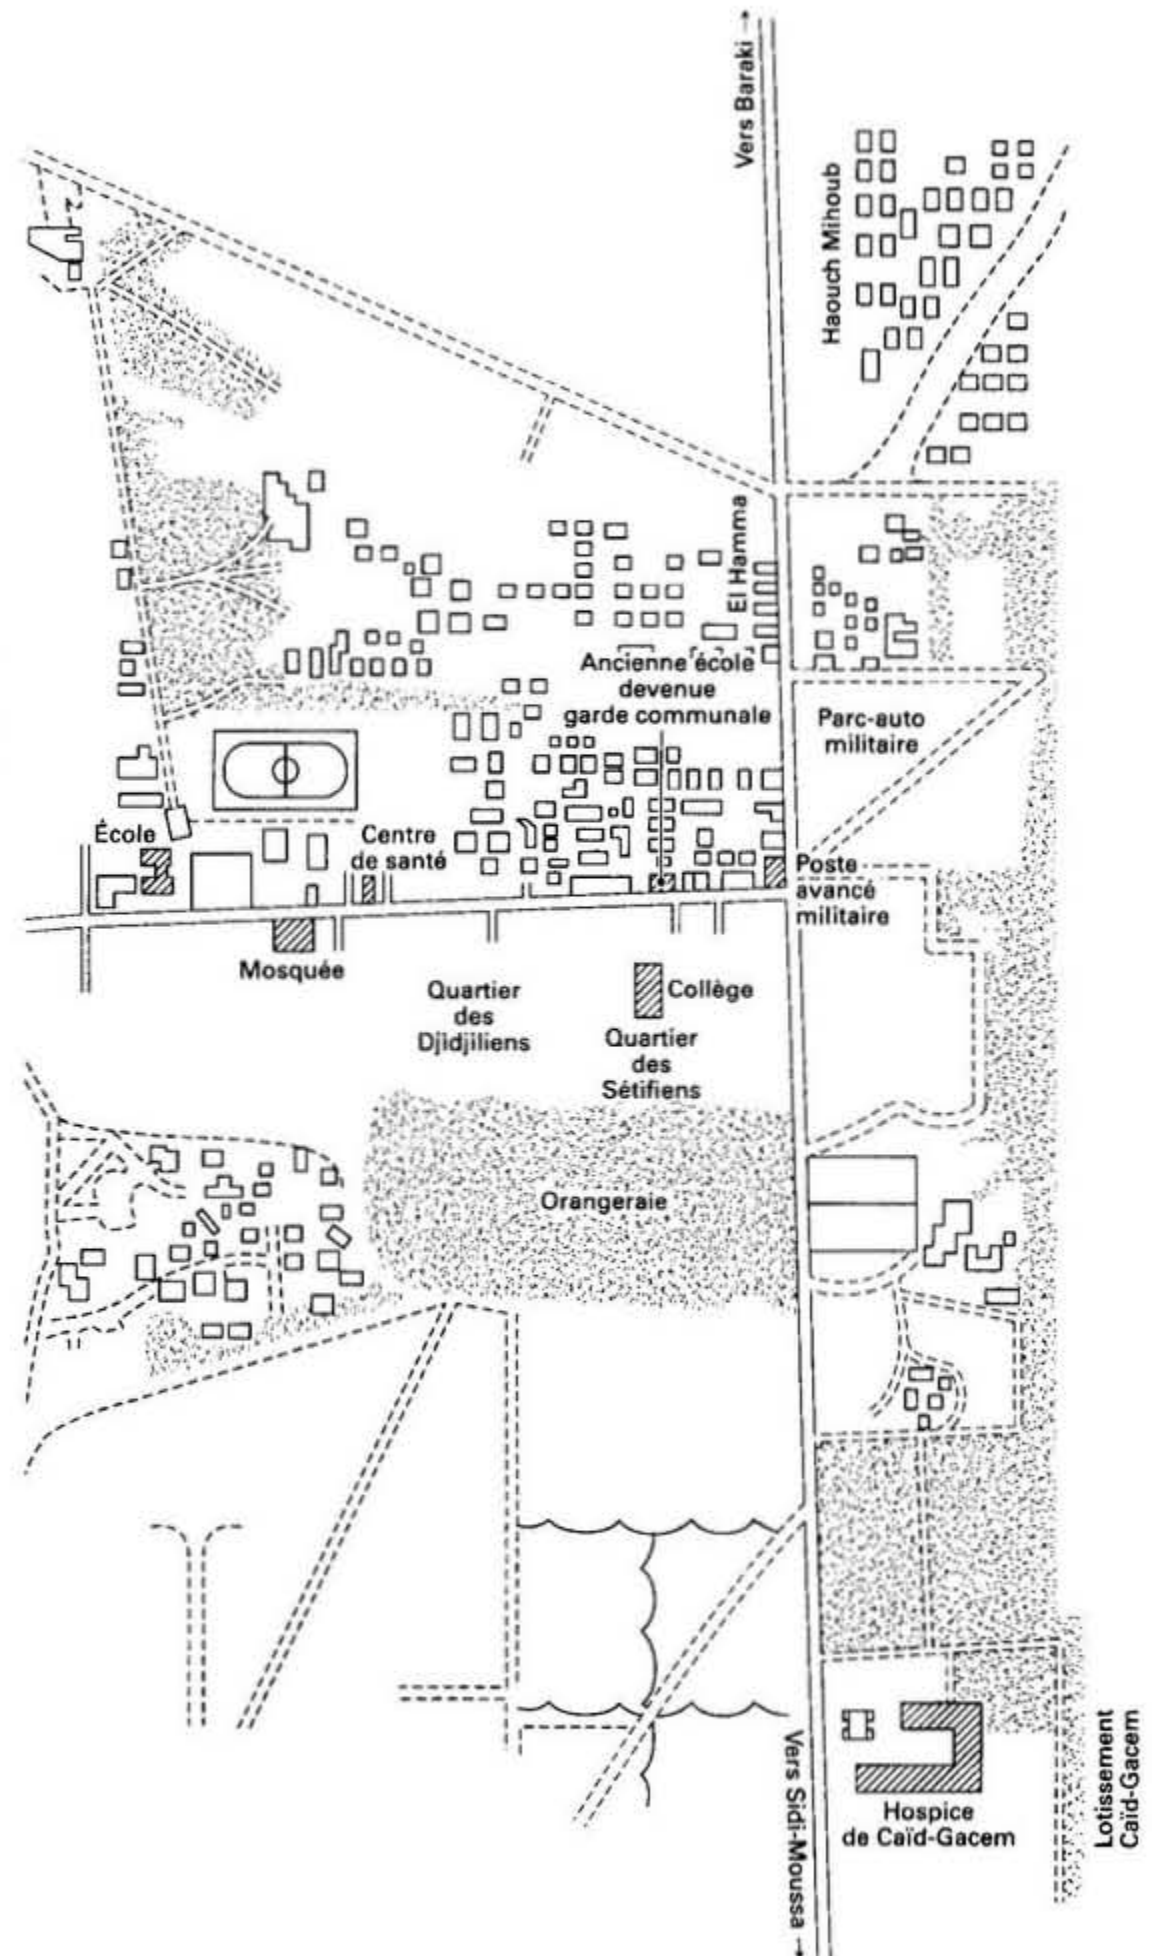 Vers Baraki →
Haouch Mihoub
El Hamma
Ancienne école
devenue
garde communale
Parc-auto
militaire
École
Centre
de santé
Poste
avancé
militaire
Mosquée
Quartier
des
Djidjiliens
Collège
Quartier
des
Sétifiens
Orangeraie
Vers Sidi-Moussa →
Hospice
de Caïd-Gacem
Lotissement
Caïd-Gacem